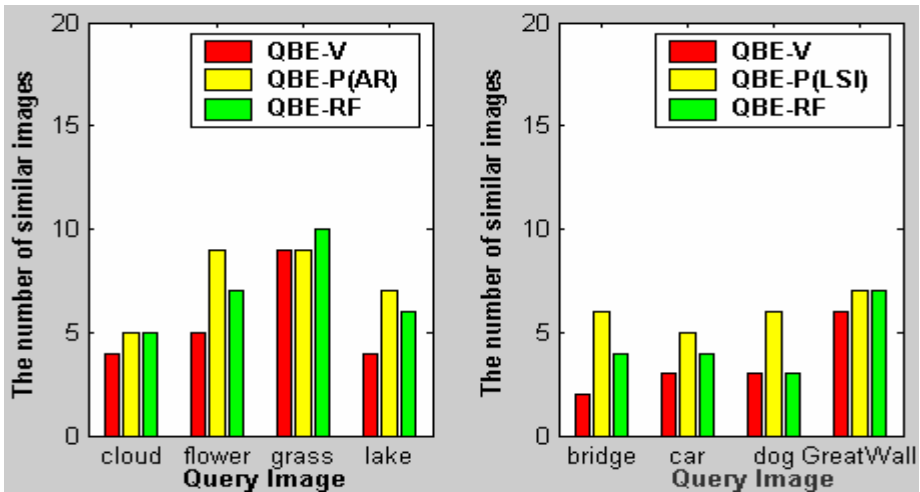 The number of similar images
20
15
10
5
0
QBE-V
QBE-P(AR)
QBE-RF
cloud flower grass lake
Query Image
The number of similar images
20
15
10
5
0
QBE-V
QBE-P(LSI)
QBE-RF
bridge car dog GreatWall
Query Image